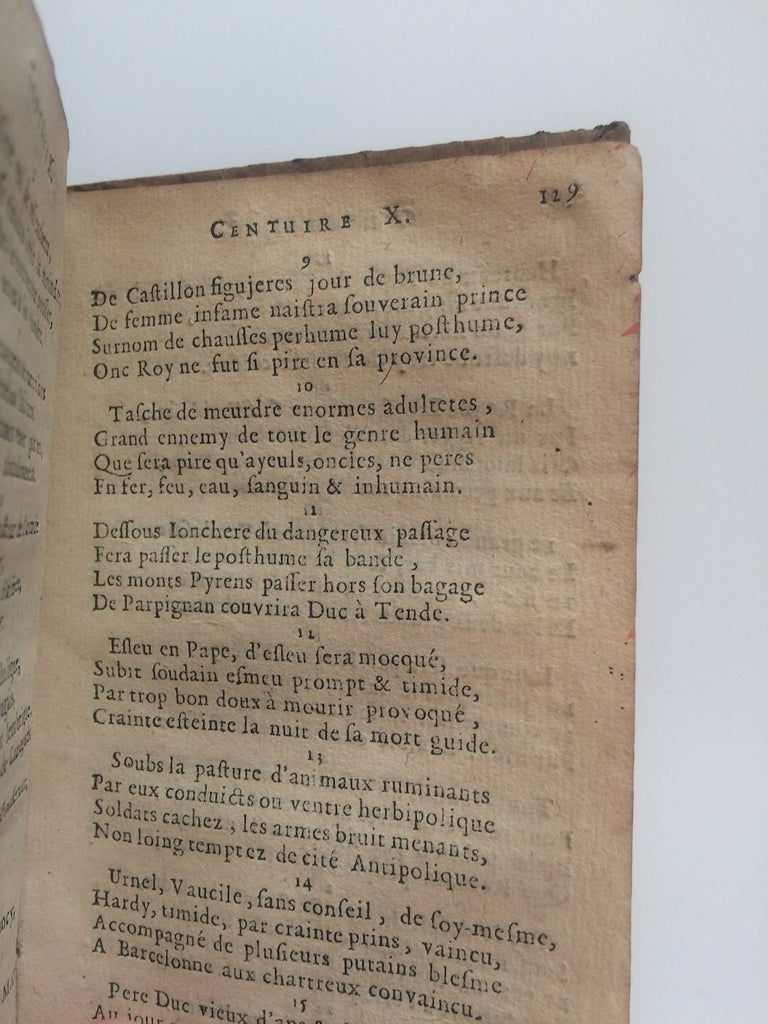 CENTUIRE X.
129
9
De Caſtillon figujeres jour de brune,
De femme infame naiſtra ſouverain prince
Surnom de chauſſes perhume luy poſthume,
Onc Roy ne fut ſi pire en ſa province.
10
Taſche de meurdre enormes adultetes,
Grand ennemy de tout le genre humain
Que ſera pire qu'ayeuls, oncles, ne peres
En fer, feu, eau, ſanguin & inhumain.
11
Deſſous Ionchere du dangereux paſſage
Fera paſſer le poſthume ſa bande,
Les monts Pyrens paſſer hors ſon bagage
De Parpignan couvrira Duc à Tende.
12
Eſleu en Pape, d'eſleu ſera mocqué,
Subit ſoudain eſmeu prompt & timide,
Par trop bon doux à mourir provoqué,
Crainte eſteinte la nuit de ſa mort guide.
13
Soubs la paſture d'animaux ruminants
Par eux conduicts ou ventre herbipolique
Soldats cachez, les armes bruit menants,
Non loing temptez de cité Antipolique.
14
Urnel, Vaucile, ſans conſeil, de ſoy-meſme,
Hardy, timide, par crainte prins, vaincu,
Accompagné de pluſieurs putains bleſme
A Barcelonne aux chartreux convaincu.
15
Pere Duc vieux
Au jour